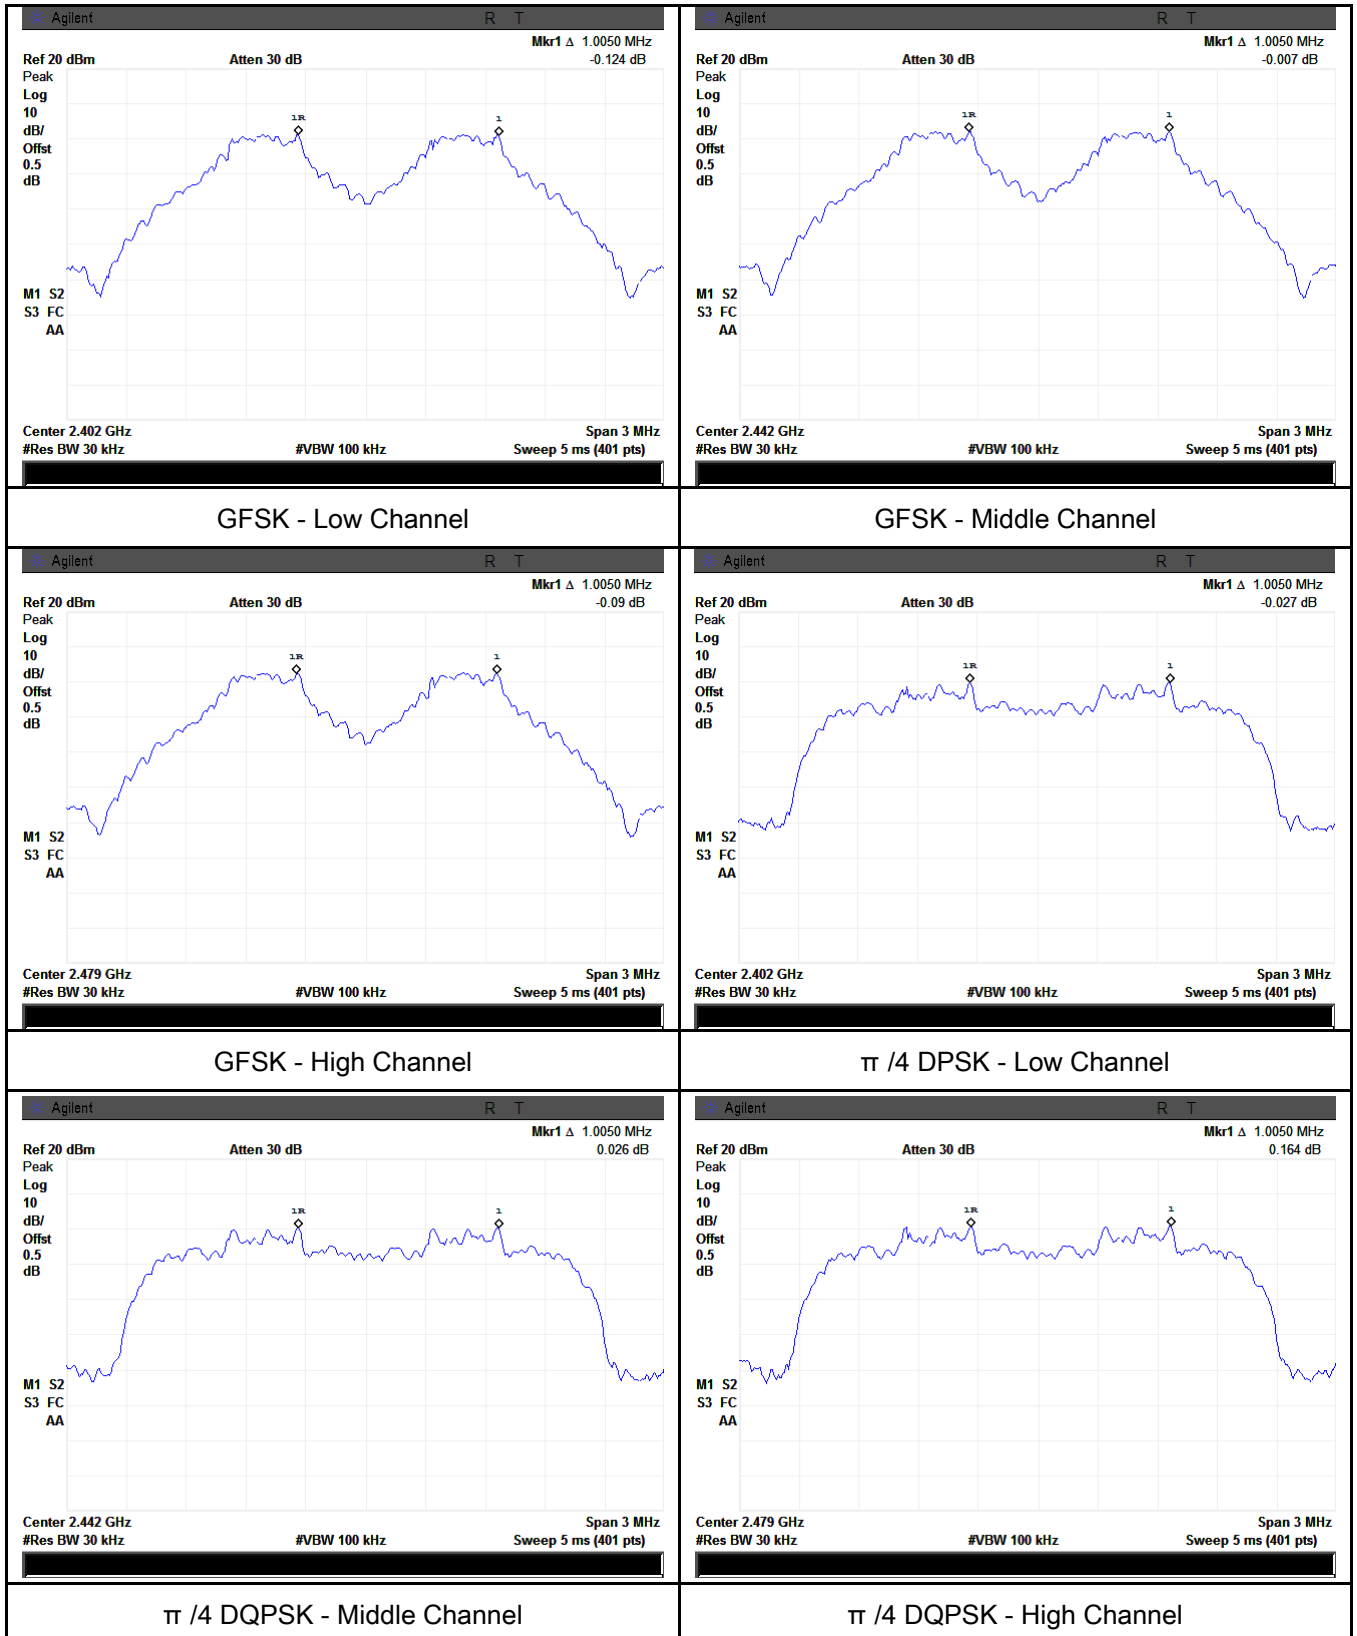 Agilent R T
Mkr1 Δ 1.0050 MHz
Ref 20 dBm Atten 30 dB -0.124 dB
Peak
Log
10
dB/
Offst
0.5
dB
1R 1
M1 S2
S3 FC
AA
Center 2.402 GHz Span 3 MHz
#Res BW 30 kHz #VBW 100 kHz Sweep 5 ms (401 pts)
GFSK - Low Channel
Agilent R T
Mkr1 Δ 1.0050 MHz
Ref 20 dBm Atten 30 dB -0.007 dB
Peak
Log
10
dB/
Offst
0.5
dB
1R 1
M1 S2
S3 FC
AA
Center 2.442 GHz Span 3 MHz
#Res BW 30 kHz #VBW 100 kHz Sweep 5 ms (401 pts)
GFSK - Middle Channel
Agilent R T
Mkr1 Δ 1.0050 MHz
Ref 20 dBm Atten 30 dB -0.09 dB
Peak
Log
10
dB/
Offst
0.5
dB
1R 1
M1 S2
S3 FC
AA
Center 2.479 GHz Span 3 MHz
#Res BW 30 kHz #VBW 100 kHz Sweep 5 ms (401 pts)
GFSK - High Channel
Agilent R T
Mkr1 Δ 1.0050 MHz
Ref 20 dBm Atten 30 dB -0.027 dB
Peak
Log
10
dB/
Offst
0.5
dB
1R 1
M1 S2
S3 FC
AA
Center 2.402 GHz Span 3 MHz
#Res BW 30 kHz #VBW 100 kHz Sweep 5 ms (401 pts)
π /4 DPSK - Low Channel
Agilent R T
Mkr1 Δ 1.0050 MHz
Ref 20 dBm Atten 30 dB 0.026 dB
Peak
Log
10
dB/
Offst
0.5
dB
1R 1
M1 S2
S3 FC
AA
Center 2.442 GHz Span 3 MHz
#Res BW 30 kHz #VBW 100 kHz Sweep 5 ms (401 pts)
π /4 DQPSK - Middle Channel
Agilent R T
Mkr1 Δ 1.0050 MHz
Ref 20 dBm Atten 30 dB 0.164 dB
Peak
Log
10
dB/
Offst
0.5
dB
1R 1
M1 S2
S3 FC
AA
Center 2.479 GHz Span 3 MHz
#Res BW 30 kHz #VBW 100 kHz Sweep 5 ms (401 pts)
π /4 DQPSK - High Channel